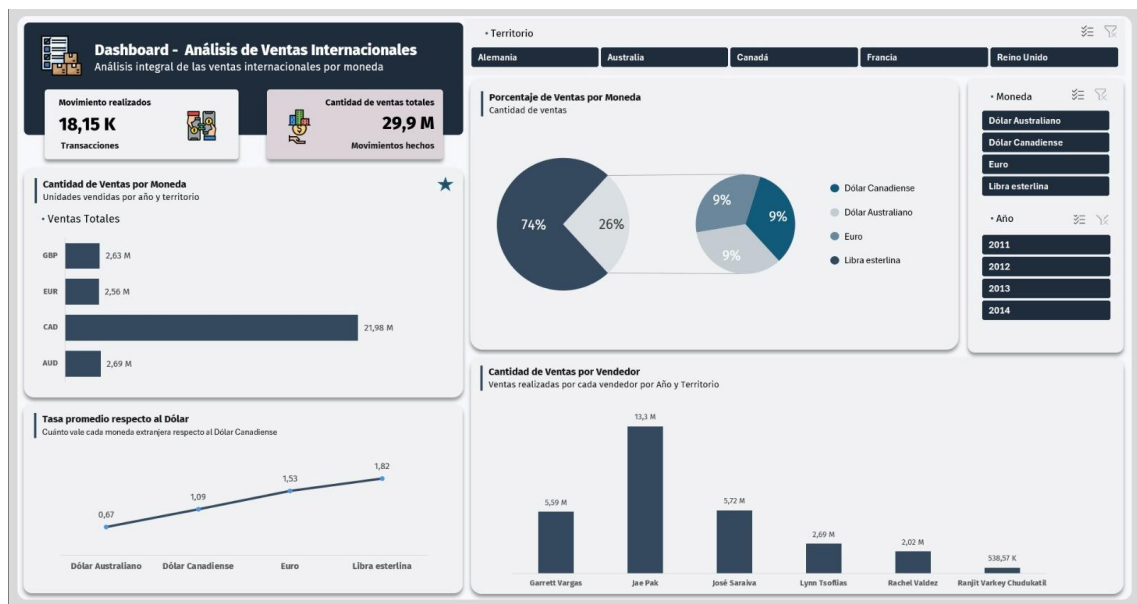 Dashboard - Análisis de Ventas Internacionales
Análisis integral de las ventas internacionales por moneda
Movimiento realizados
18,15 K
Transacciones
Cantidad de ventas totales
29,9 M
Movimientos hechos
• Territorio
Alemania
Australia
Canadá
Francia
Reino Unido
Cantidad de Ventas por Moneda
Unidades vendidas por año y territorio
• Ventas Totales
GBP
2,63 M
EUR
2,56 M
CAD
21,98 M
AUD
2,69 M
Porcentaje de Ventas por Moneda
Cantidad de ventas
74%
26%
9%
9%
9%
Dólar Canadiense
Dólar Australiano
Euro
Libra esterlina
• Moneda
Dólar Australiano
Dólar Canadiense
Euro
Libra esterlina
• Año
2011
2012
2013
2014
Tasa promedio respecto al Dólar
Cuánto vale cada moneda extranjera respecto al Dólar Canadiense
0,67
1,09
1,53
1,82
Dólar Australiano
Dólar Canadiense
Euro
Libra esterlina
Cantidad de Ventas por Vendedor
Ventas realizadas por cada vendedor por Año y Territorio
5,59 M
13,3 M
5,72 M
2,69 M
2,02 M
538,57 K
Garrett Vargas
Jae Pak
José Saraiva
Lynn Tsoflias
Rachel Valdez
Ranjit Varkey Chudukatil